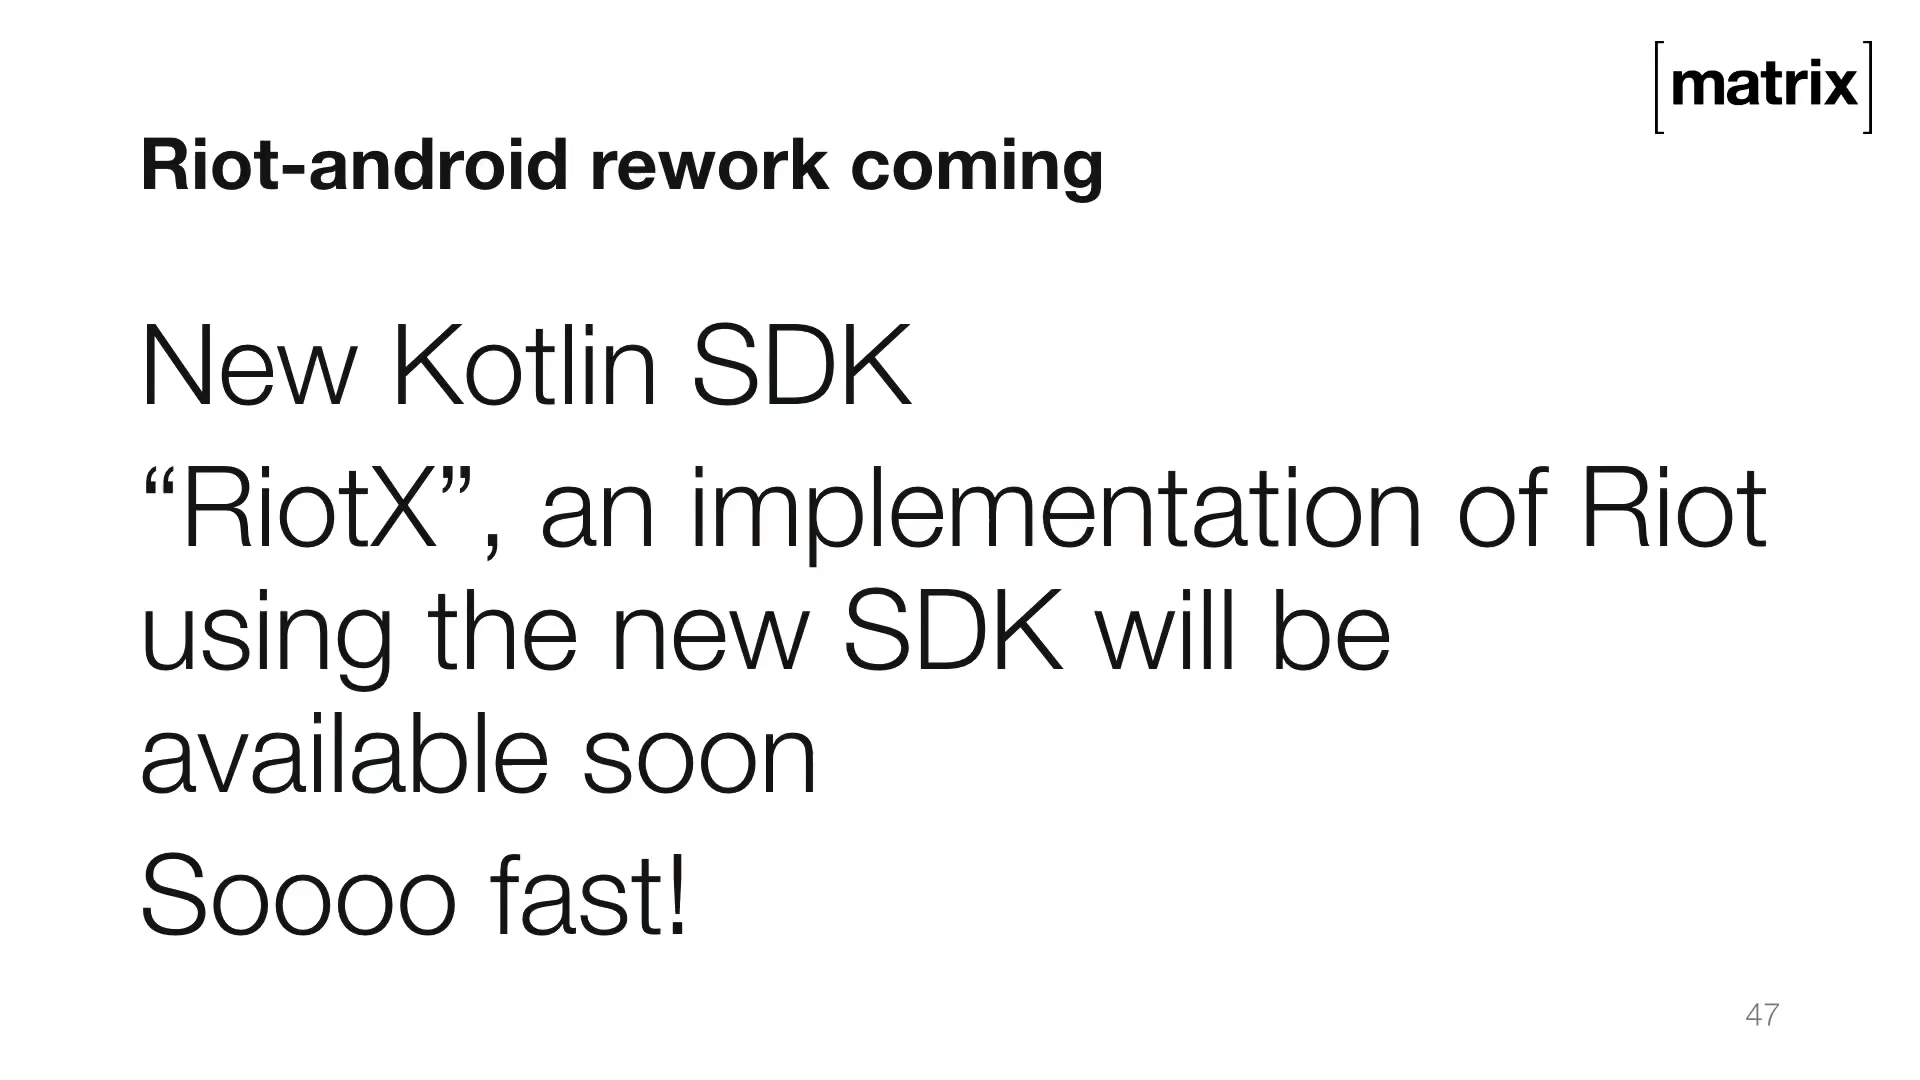 [matrix]
Riot-android rework coming
New Kotlin SDK
“RiotX”, an implementation of Riot
using the new SDK will be
available soon
Soooo fast!
47